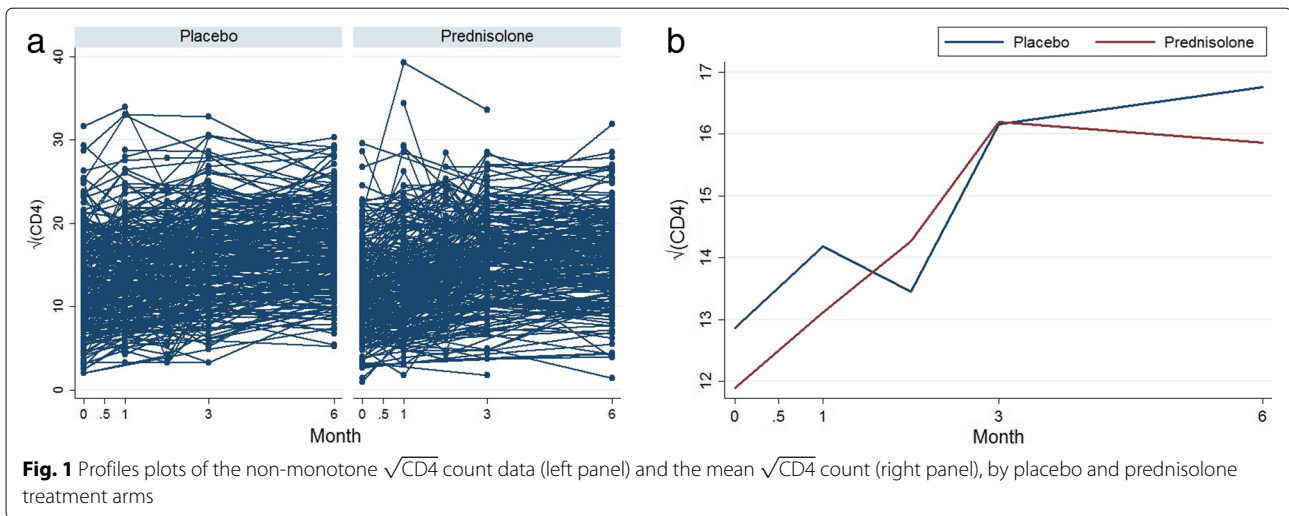 a
Placebo
Prednisolone
40
30
20
10
0
√(CD4)
0 .5 1 3 6
0 .5 1 3 6
Month
b
Placebo
Prednisolone
17
16
15
14
13
12
√(CD4)
0 .5 1 3 6
Month
Fig. 1 Profiles plots of the non-monotone √CD4 count data (left panel) and the mean √CD4 count (right panel), by placebo and prednisolone
treatment arms